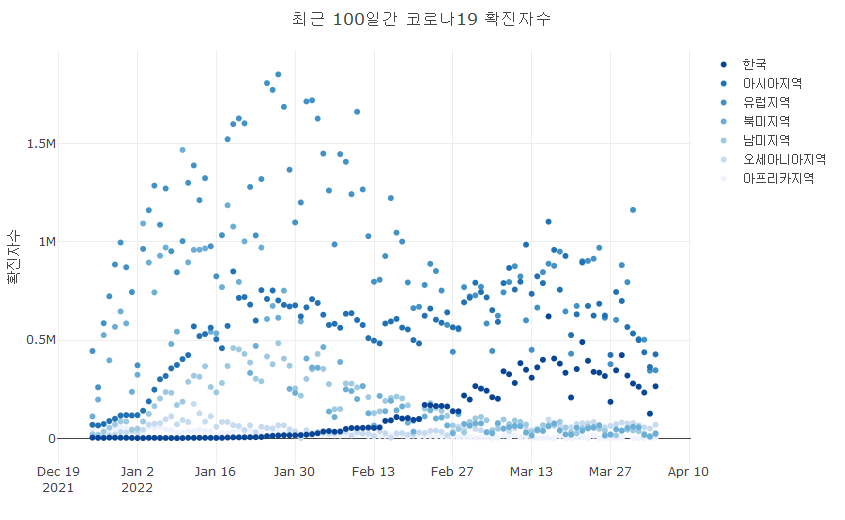 최근 100일간 코로나19 확진자수
한국
아시아지역
유럽지역
북미지역
남미지역
오세아니아지역
아프리카지역
확진자수
1.5M
1M
0.5M
0
Dec 19 Jan 2 Jan 16 Jan 30 Feb 13 Feb 27 Mar 13 Mar 27 Apr 10
2021 2022